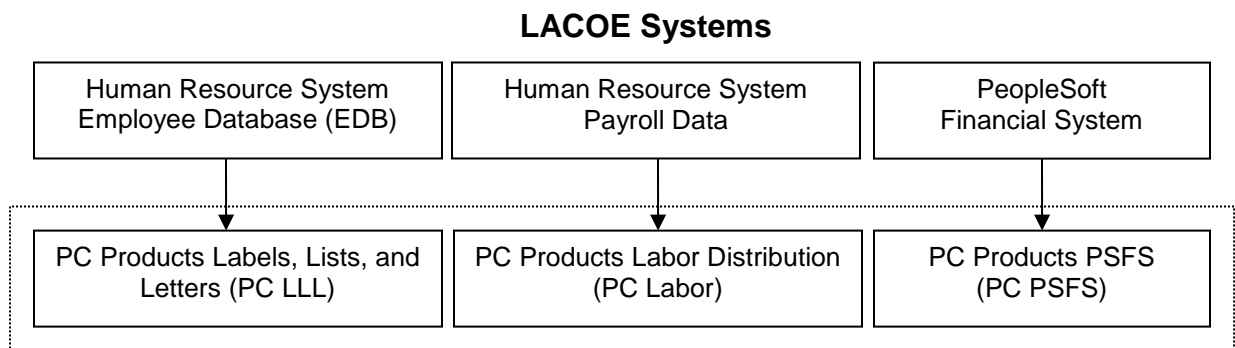 LACOE Systems
Human Resource System
Employee Database (EDB)
Human Resource System
Payroll Data
PeopleSoft
Financial System
PC Products Labels, Lists, and
Letters (PC LLL)
PC Products Labor Distribution
(PC Labor)
PC Products PSFS
(PC PSFS)